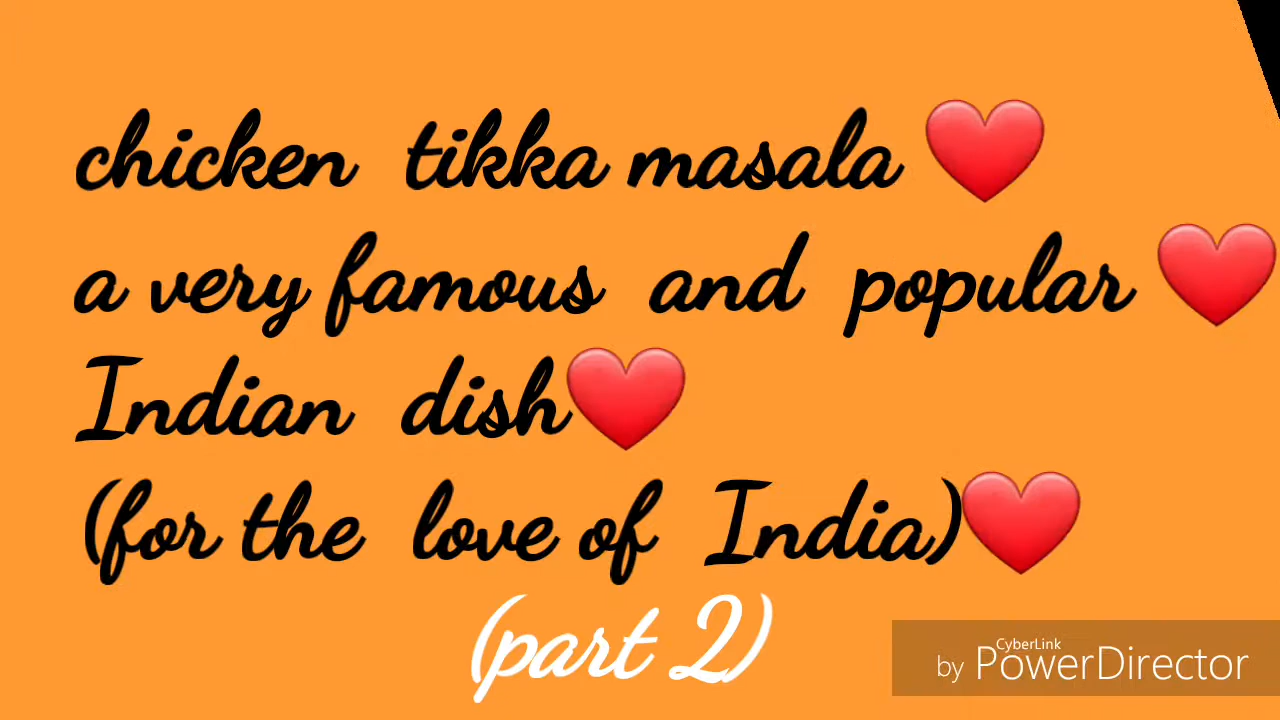 chicken tikka masala ❤️
a very famous and popular ❤️
Indian dish❤️
(for the love of India)❤️
(part 2)
CyberLink
by PowerDirector